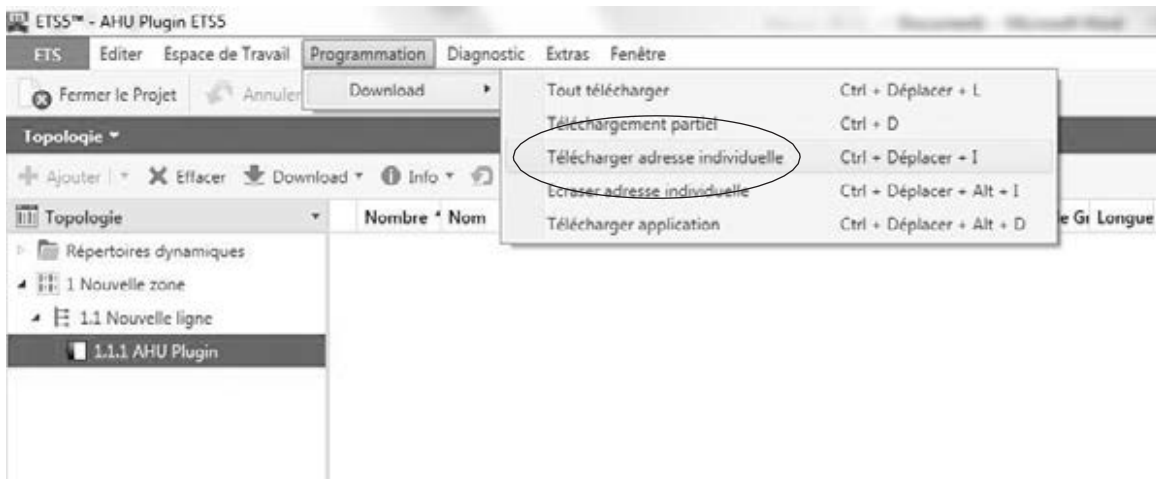 ETS5™ - AHU Plugin ETS5
ETS Editer Espace de Travail Programmation Diagnostic Extras Fenêtre
Fermer le Projet Annuler Download
Tout télécharger Ctrl + Déplacer + L
Téléchargement partiel Ctrl + D
Télécharger adresse individuelle Ctrl + Déplacer + I
Ecraser adresse individuelle Ctrl + Déplacer + Alt + I
Télécharger application Ctrl + Déplacer + Alt + D
Topologie
Ajouter Effacer Download Info
Topologie Nombre Nom e Gr Longue
Répertoires dynamiques
1 Nouvelle zone
1.1 Nouvelle ligne
1.1.1 AHU Plugin